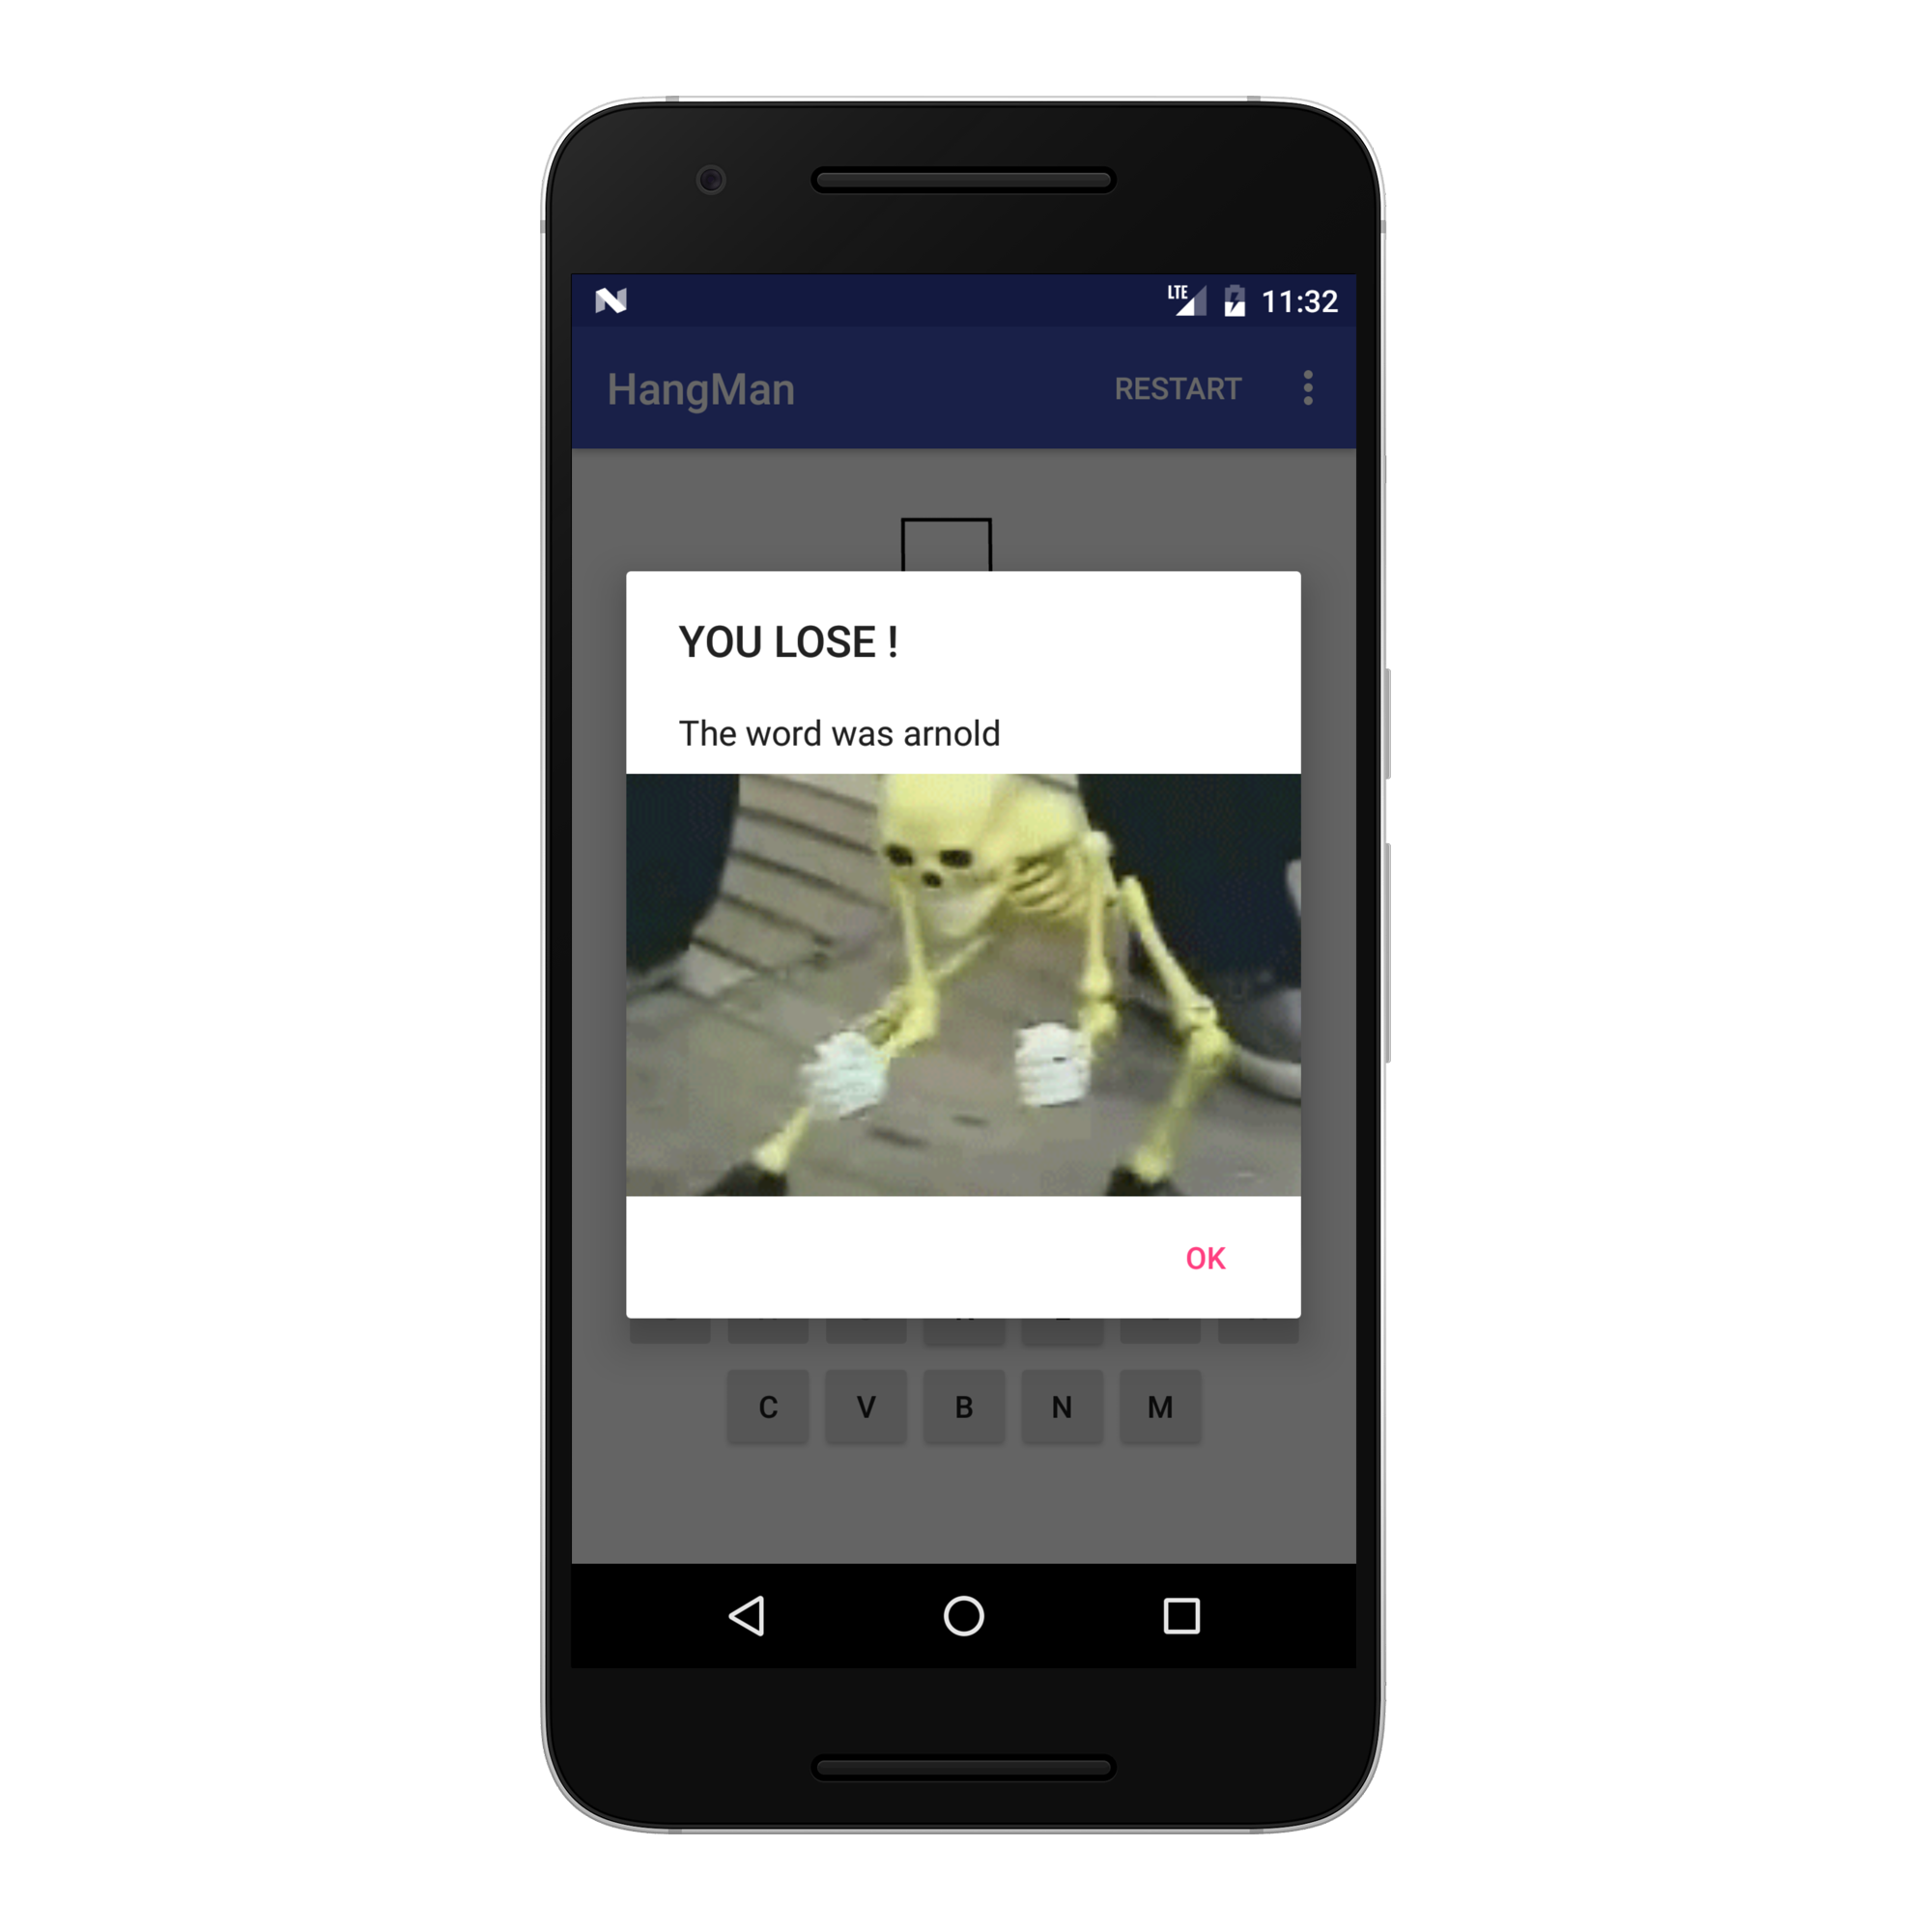 LTE 11:32
HangMan RESTART
YOU LOSE !
The word was arnold
OK
C V B N M